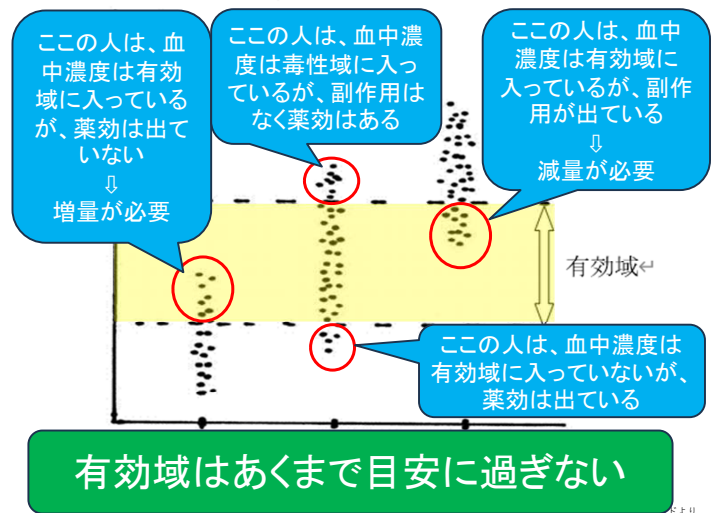 ここの人は、血
中濃度は有効
域に入っている
が、薬効は出て
いない
⇩
増量が必要
ここの人は、血中濃
度は毒性域に入っ
ているが、副作用は
なく薬効はある
ここの人は、血中
濃度は有効域に
入っているが、副作
用が出ている
⇩
減量が必要
有効域↵
ここの人は、血中濃度は
有効域に入っていないが、
薬効は出ている
有効域はあくまで目安に過ぎない
より